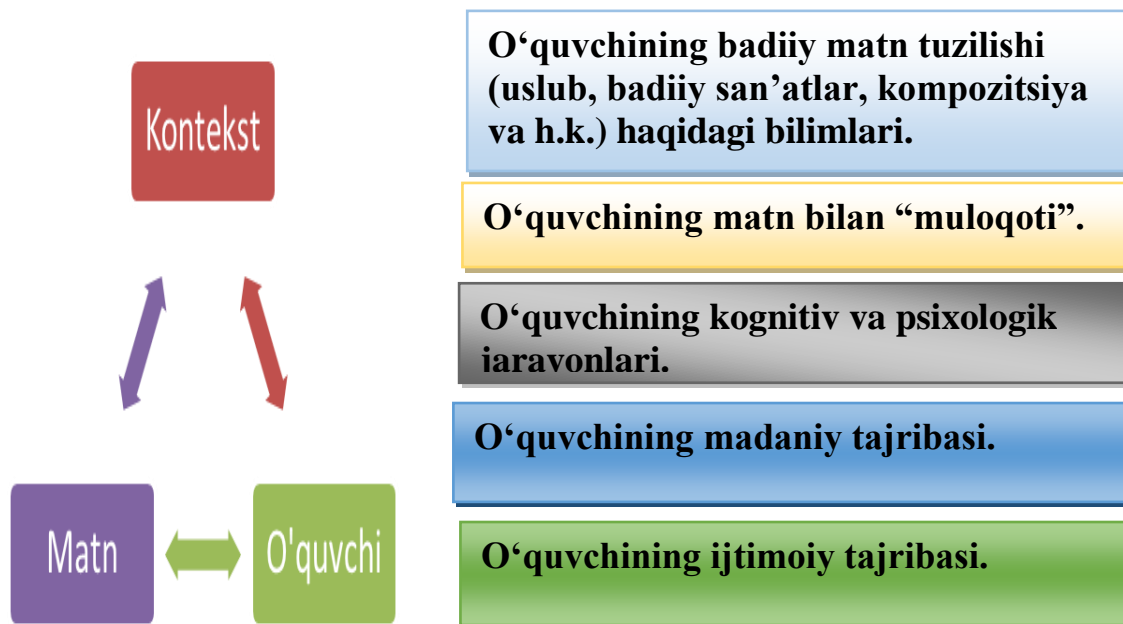 Kontekst
Matn
O'quvchi
O‘quvchining badiiy matn tuzilishi
(uslub, badiiy san’atlar, kompozitsiya
va h.k.) haqidagi bilimlari.
O‘quvchining matn bilan “muloqoti”.
O‘quvchining kognitiv va psixologik
jarayonlari.
O‘quvchining madaniy tajribasi.
O‘quvchining ijtimoiy tajribasi.